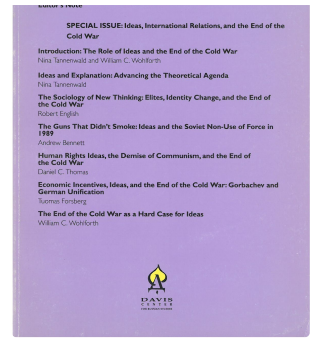 Editor's Note
SPECIAL ISSUE: Ideas, International Relations, and the End of the
Cold War
Introduction: The Role of Ideas and the End of the Cold War
Nina Tannenwald and William C. Wohlforth
Ideas and Explanation: Advancing the Theoretical Agenda
Nina Tannenwald
The Sociology of New Thinking: Elites, Identity Change, and the End of
the Cold War
Robert English
The Guns That Didn't Smoke: Ideas and the Soviet Non-Use of Force in
1989
Andrew Bennett
Human Rights Ideas, the Demise of Communism, and the End of
the Cold War
Daniel C. Thomas
Economic Incentives, Ideas, and the End of the Cold War: Gorbachev and
German Unification
Tuomas Forsberg
The End of the Cold War as a Hard Case for Ideas
William C. Wohlforth
DAVIS
CENTER